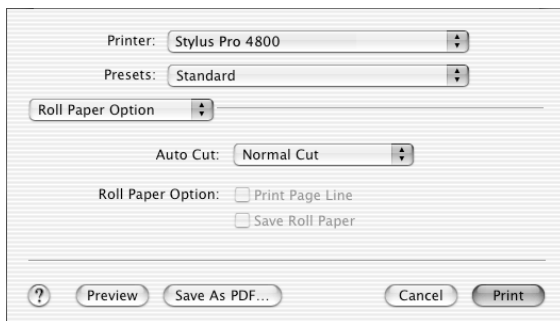 Printer: Stylus Pro 4800
Presets: Standard
Roll Paper Option
Auto Cut: Normal Cut
Roll Paper Option: Print Page Line
Save Roll Paper
? Preview Save As PDF... Cancel Print